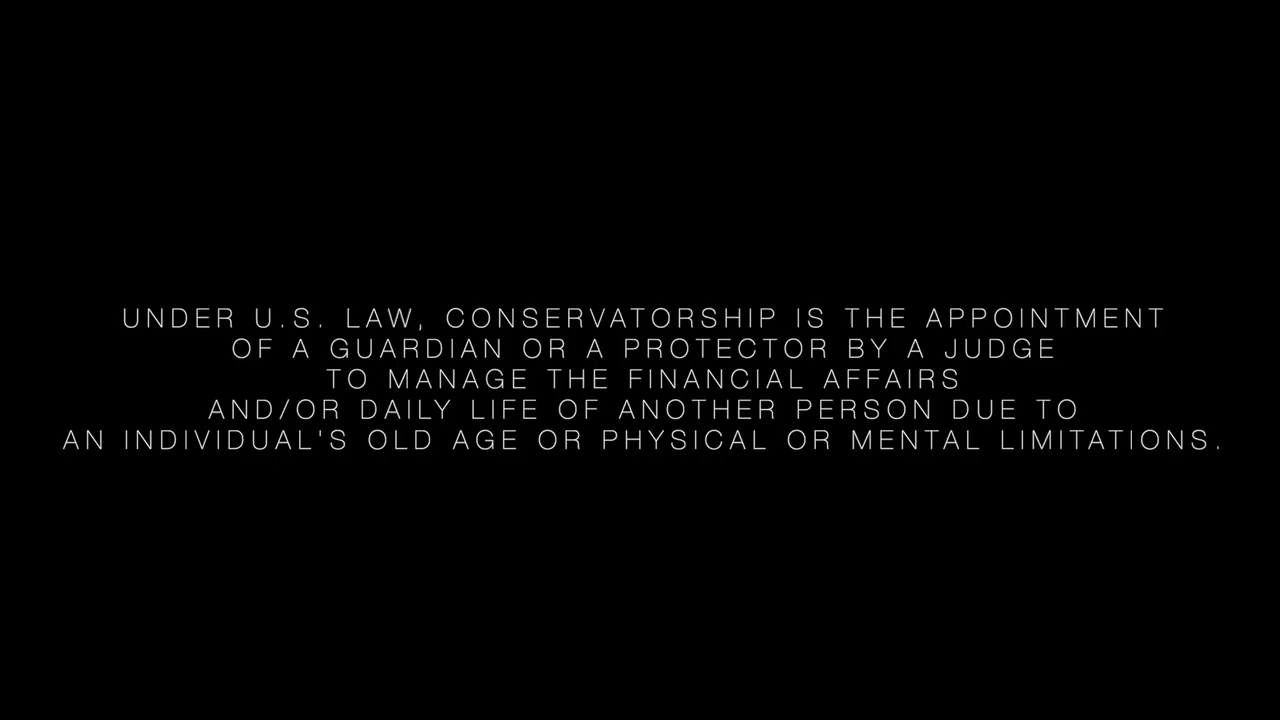 UNDER U.S. LAW, CONSERVATORSHIP IS THE APPOINTMENT
OF A GUARDIAN OR A PROTECTOR BY A JUDGE
TO MANAGE THE FINANCIAL AFFAIRS
AND/OR DAILY LIFE OF ANOTHER PERSON DUE TO
AN INDIVIDUAL'S OLD AGE OR PHYSICAL OR MENTAL LIMITATIONS.